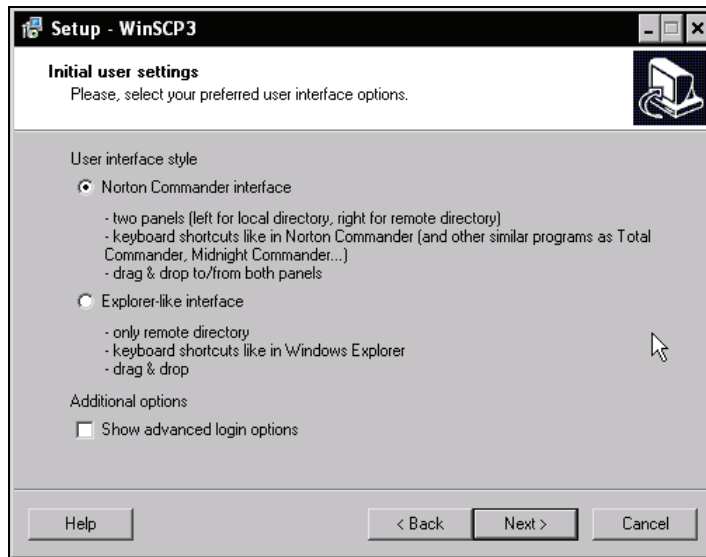 Setup - WinSCP3
Initial user settings
Please, select your preferred user interface options.
User interface style
Norton Commander interface
- two panels (left for local directory, right for remote directory)
- keyboard shortcuts like in Norton Commander (and other similar programs as Total
Commander, Midnight Commander...)
- drag & drop to/from both panels
Explorer-like interface
- only remote directory
- keyboard shortcuts like in Windows Explorer
- drag & drop
Additional options
Show advanced login options
Help < Back Next > Cancel